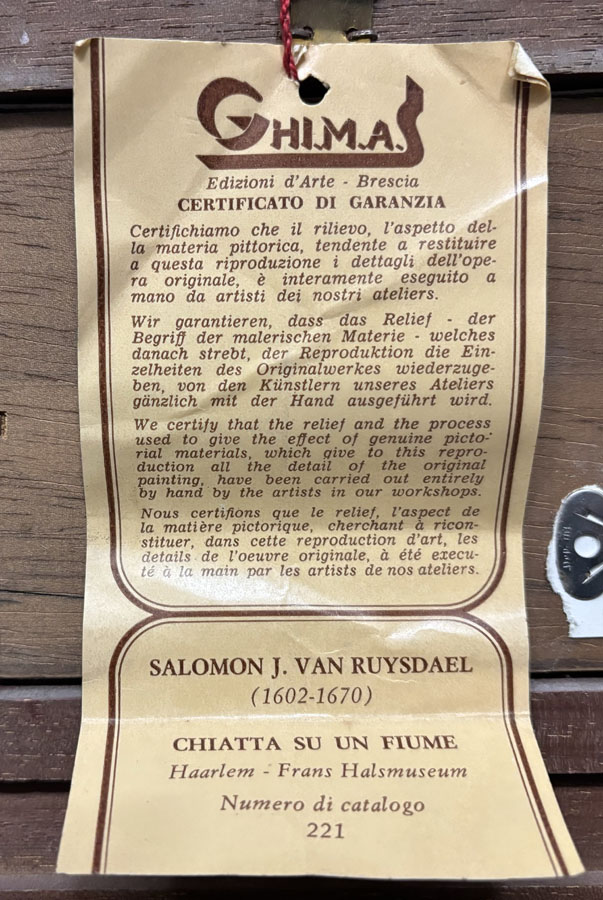 GHI.M.A.S
Edizioni d'Arte - Brescia
CERTIFICATO DI GARANZIA
Certifichiamo che il rilievo, l'aspetto del-
la materia pittorica, tendente a restituire
a questa riproduzione i dettagli dell'ope-
ra originale, è interamente eseguito a
mano da artisti dei nostri ateliers.
Wir garantieren, dass das Relief - der
Begriff der malerischen Materie - welches
danach strebt, der Reproduktion die Ein-
zelheiten des Originalwerkes wiederzuge-
ben, von den Künstlern unseres Ateliers
gänzlich mit der Hand ausgeführt wird.
We certify that the relief and the process
used to give the effect of genuine picto-
rial materials, which give to this repro-
duction all the detail of the original
painting, have been carried out entirely
by hand by the artists in our workshops.
Nous certifions que le relief, l'aspect de
la matière pictorique, cherchant à ricon-
stituer, dans cette reproduction d'art, les
details de l'oeuvre originale, à été execu-
té à la main par les artists de nos ateliers.
SALOMON J. VAN RUYSDAEL
(1602-1670)
CHIATTA SU UN FIUME
Haarlem - Frans Halsmuseum
Numero di catalogo
221